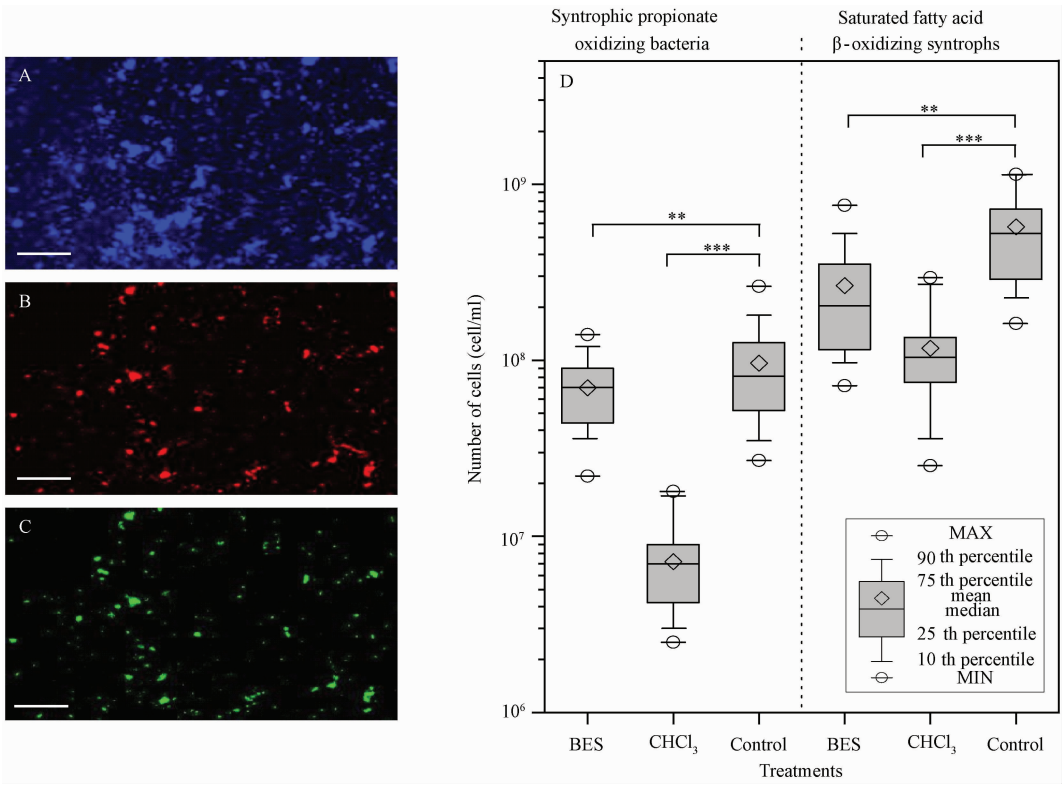 Syntrophic propionate
oxidizing bacteria
Saturated fatty acid
β-oxidizing syntrophs
A
B
C
D
**
***
**
***
10⁹
10⁸
10⁷
10⁶
Number of cells (cell/ml)
MAX
90 th percentile
75 th percentile
mean
median
25 th percentile
10 th percentile
MIN
BES
CHCl₃
Control
BES
CHCl₃
Control
Treatments